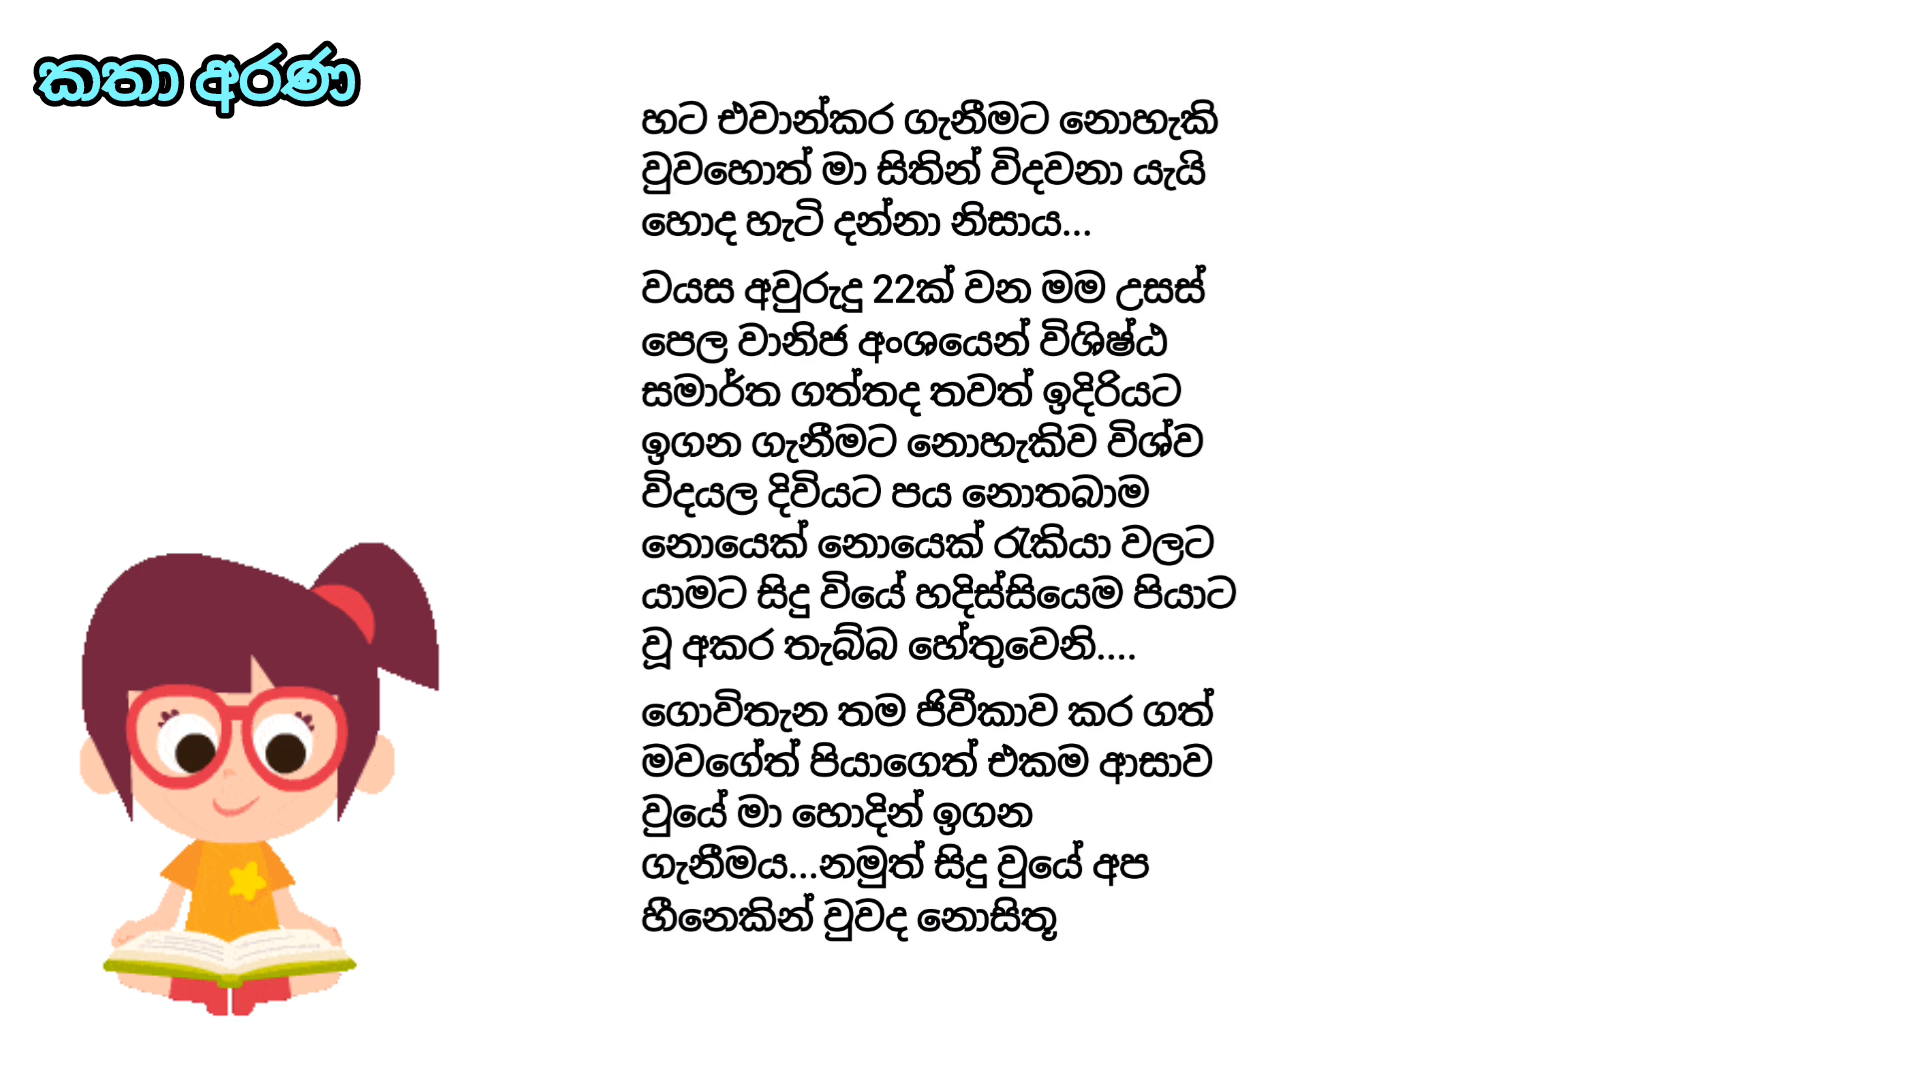 කතා අරණ
හට එවාන්කර ගැනීමට නොහැකි
වුවහොත් මා සිතින් විදවනා යැයි
හොද හැටි දන්නා නිසාය...
වයස අවුරුදු 22ක් වන මම උසස්
පෙල වානිජ අංශයෙන් විශිෂ්ඨ
සමාර්ත ගත්තද තවත් ඉදිරියට
ඉගන ගැනීමට නොහැකිව විශ්ව
විදයල දිවියට පය නොතබාම
නොයෙක් නොයෙක් රැකියා වලට
යාමට සිදු වියේ හදිස්සියෙම පියාට
වූ අකර තැබ්බ හේතුවෙනි....
ගොවිතැන තම ජිවීකාව කර ගත්
මවගේත් පියාගෙත් එකම ආසාව
වුයේ මා හොදින් ඉගන
ගැනීමය...නමුත් සිදු වුයේ අප
හීනෙකින් වුවද නොසිතූ